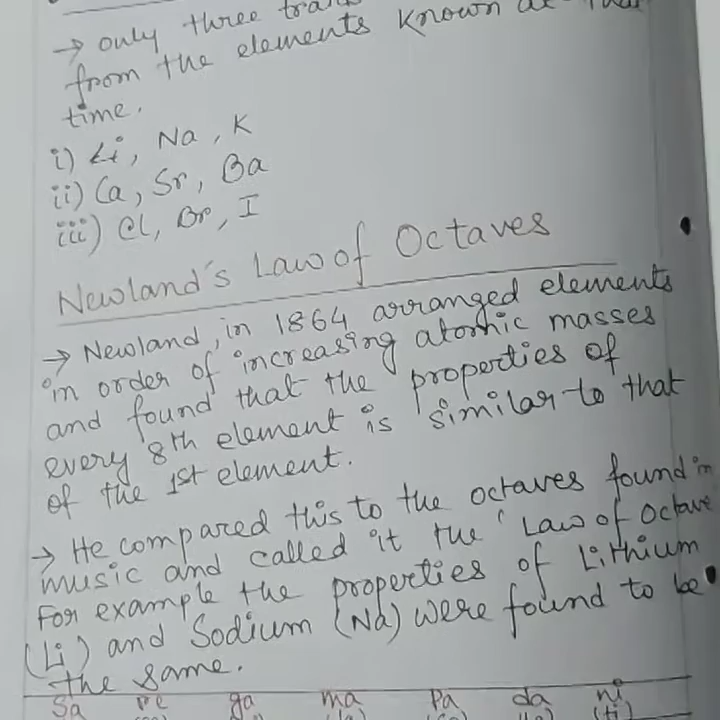 → only three
from the elements known at that
time.
i) Li, Na, K
ii) Ca, Sr, Ba
iii) Cl, Br, I
Newland's Law of Octaves
→ Newland, in 1864 arranged elements
in order of increasing atomic masses
and found that the properties of
every 8th element is similar to that
of the 1st element.
→ He compared this to the octaves found in
music and called it the 'Law of Octave
For example the properties of Lithium
(Li) and Sodium (Na) were found to be
the same.
Sa re ga ma Pa da ni